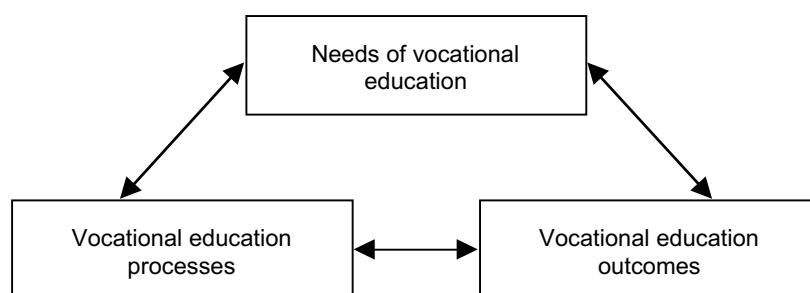 Needs of vocational
education
Vocational education
processes
Vocational education
outcomes